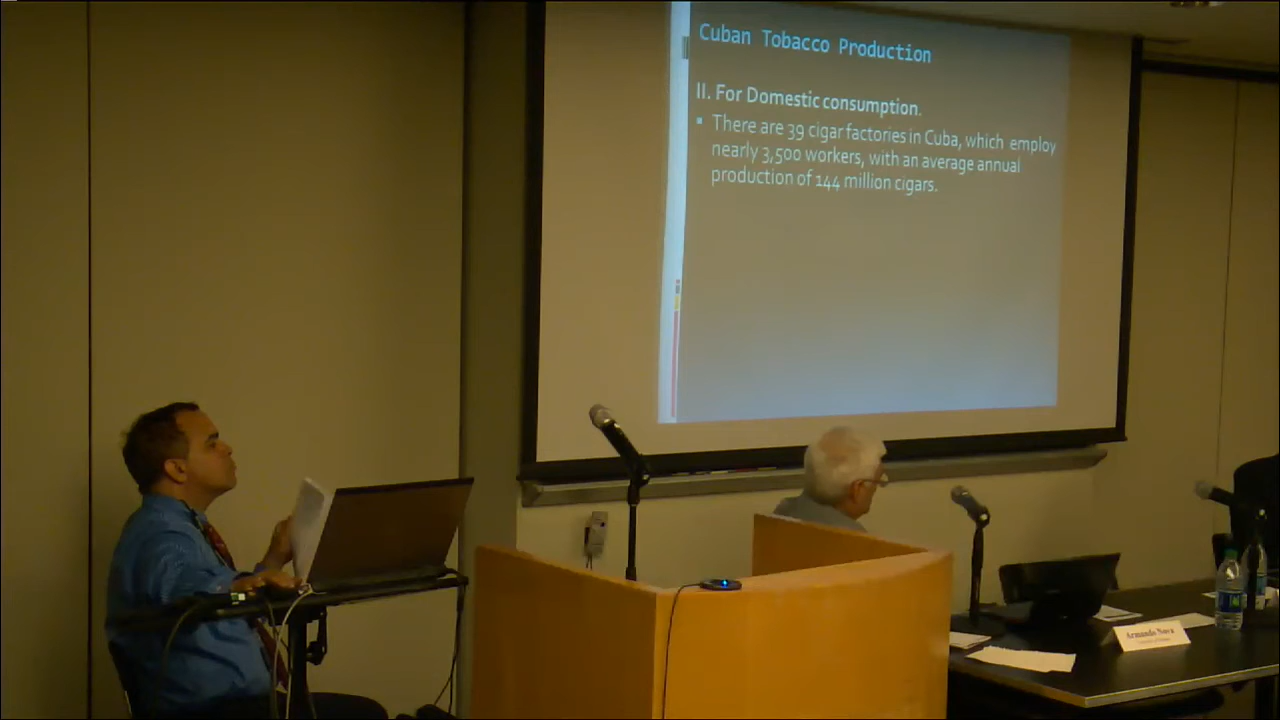 Cuban Tobacco Production
II. For Domestic consumption.
▪ There are 39 cigar factories in Cuba, which employ
nearly 3,500 workers, with an average annual
production of 144 million cigars.
Armando Nova